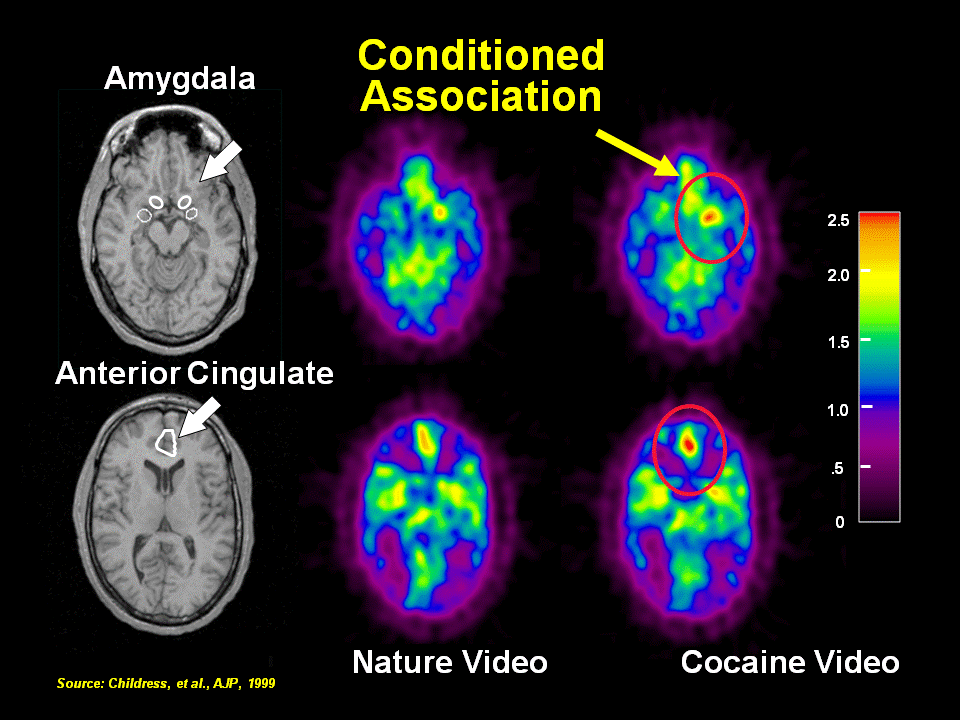 Conditioned
Association
Amygdala
Anterior Cingulate
2.5
2.0
1.5
1.0
.5
0
Nature Video
Cocaine Video
Source: Childress, et al., AJP, 1999